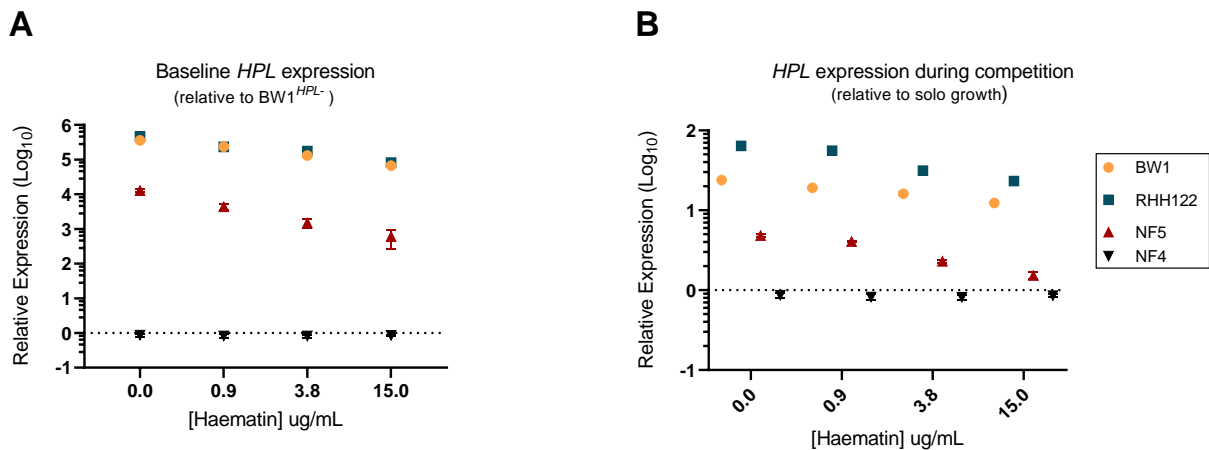 A
Baseline HPL expression
(relative to BW1^HPL-)
Relative Expression (Log₁₀)
6
5
4
3
2
1
0
-1
0.0 0.9 3.8 15.0
[Haematin] ug/mL
B
HPL expression during competition
(relative to solo growth)
Relative Expression (Log₁₀)
2
1
0
-1
0.0 0.9 3.8 15.0
[Haematin] ug/mL
BW1
RHH122
NF5
NF4